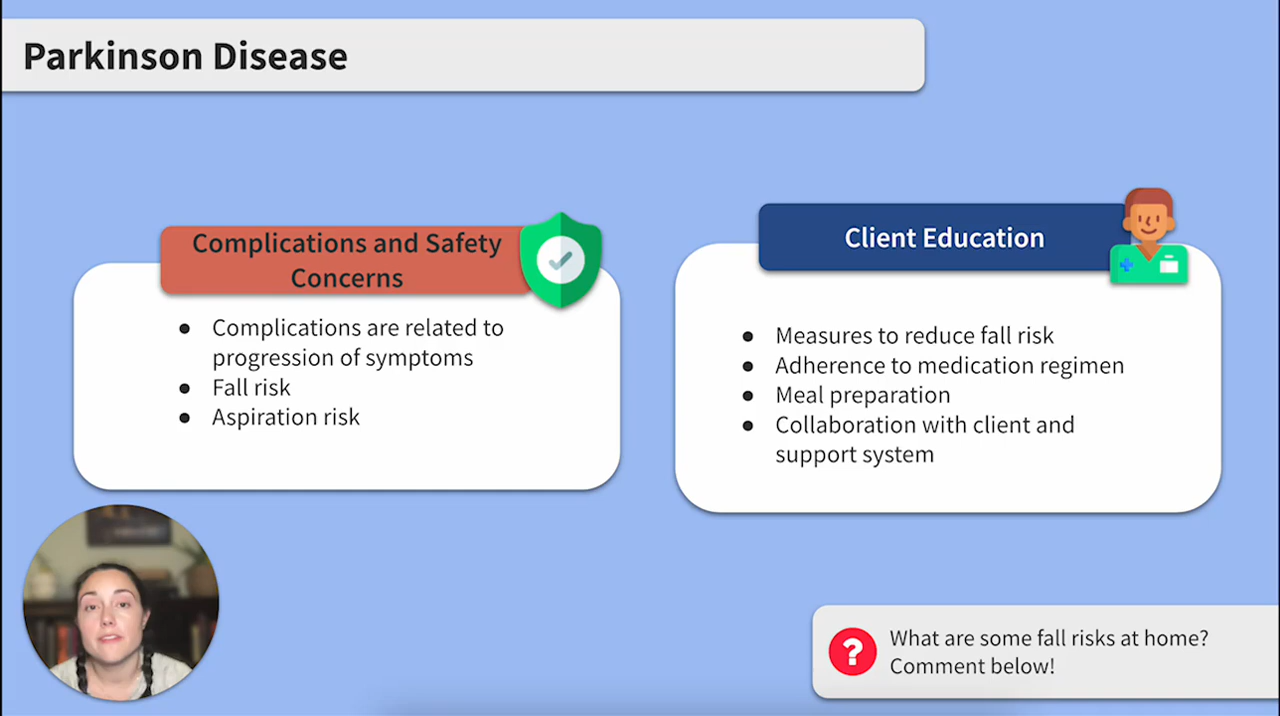 Parkinson Disease
Complications and Safety
Concerns
● Complications are related to
progression of symptoms
● Fall risk
● Aspiration risk
Client Education
● Measures to reduce fall risk
● Adherence to medication regimen
● Meal preparation
● Collaboration with client and
support system
?
What are some fall risks at home?
Comment below!